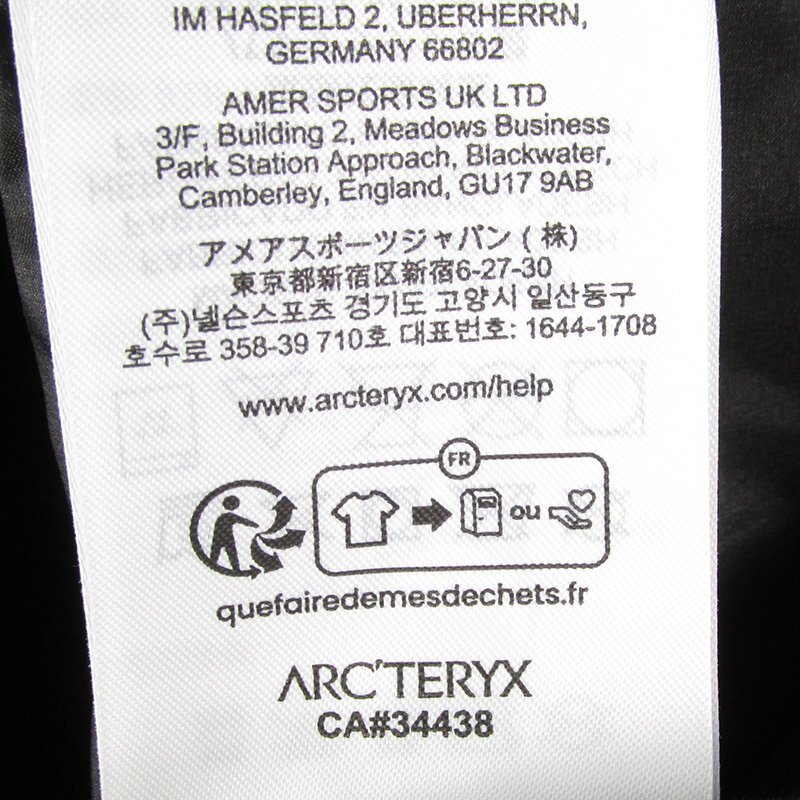 IM HASFELD 2, UBERHERRN,
GERMANY 66802
AMER SPORTS UK LTD
3/F, Building 2, Meadows Business
Park Station Approach, Blackwater,
Camberley, England, GU17 9AB
アメアスポーツジャパン (株)
東京都新宿区新宿6-27-30
(주)넬슨스포츠 경기도 고양시 일산동구
호수로 358-39 710호 대표번호: 1644-1708
www.arcteryx.com/help
FR
ou
quefairedemesdechets.fr
ARC'TERYX
CA#34438